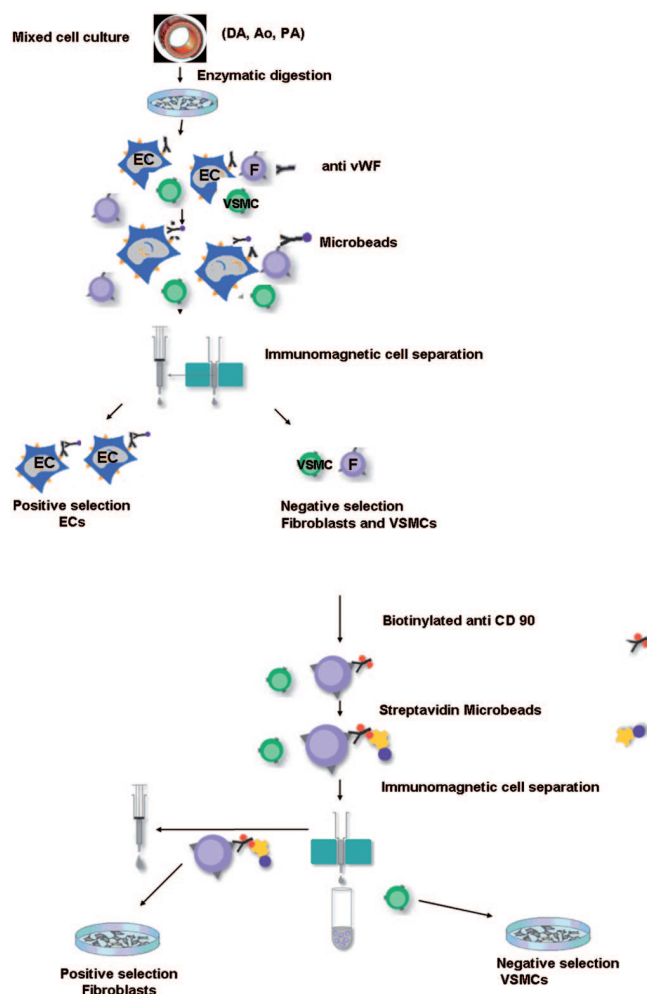 Mixed cell culture
(DA, Ao, PA)
Enzymatic digestion
EC
EC
F
anti vWF
VSMC
Microbeads
Immunomagnetic cell separation
EC
EC
VSMC
F
Positive selection
ECs
Negative selection
Fibroblasts and VSMCs
Biotinylated anti CD 90
Streptavidin Microbeads
Immunomagnetic cell separation
Positive selection
Fibroblasts
Negative selection
VSMCs